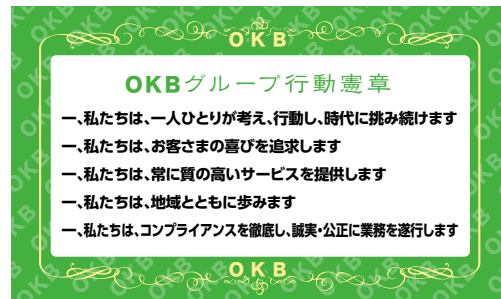 OKB
OKBグループ行動憲章
一、私たちは、一人ひとりが考え、行動し、時代に挑み続けます
一、私たちは、お客さまの喜びを追求します
一、私たちは、常に質の高いサービスを提供します
一、私たちは、地域とともに歩みます
一、私たちは、コンプライアンスを徹底し、誠実・公正に業務を遂行します
OKB